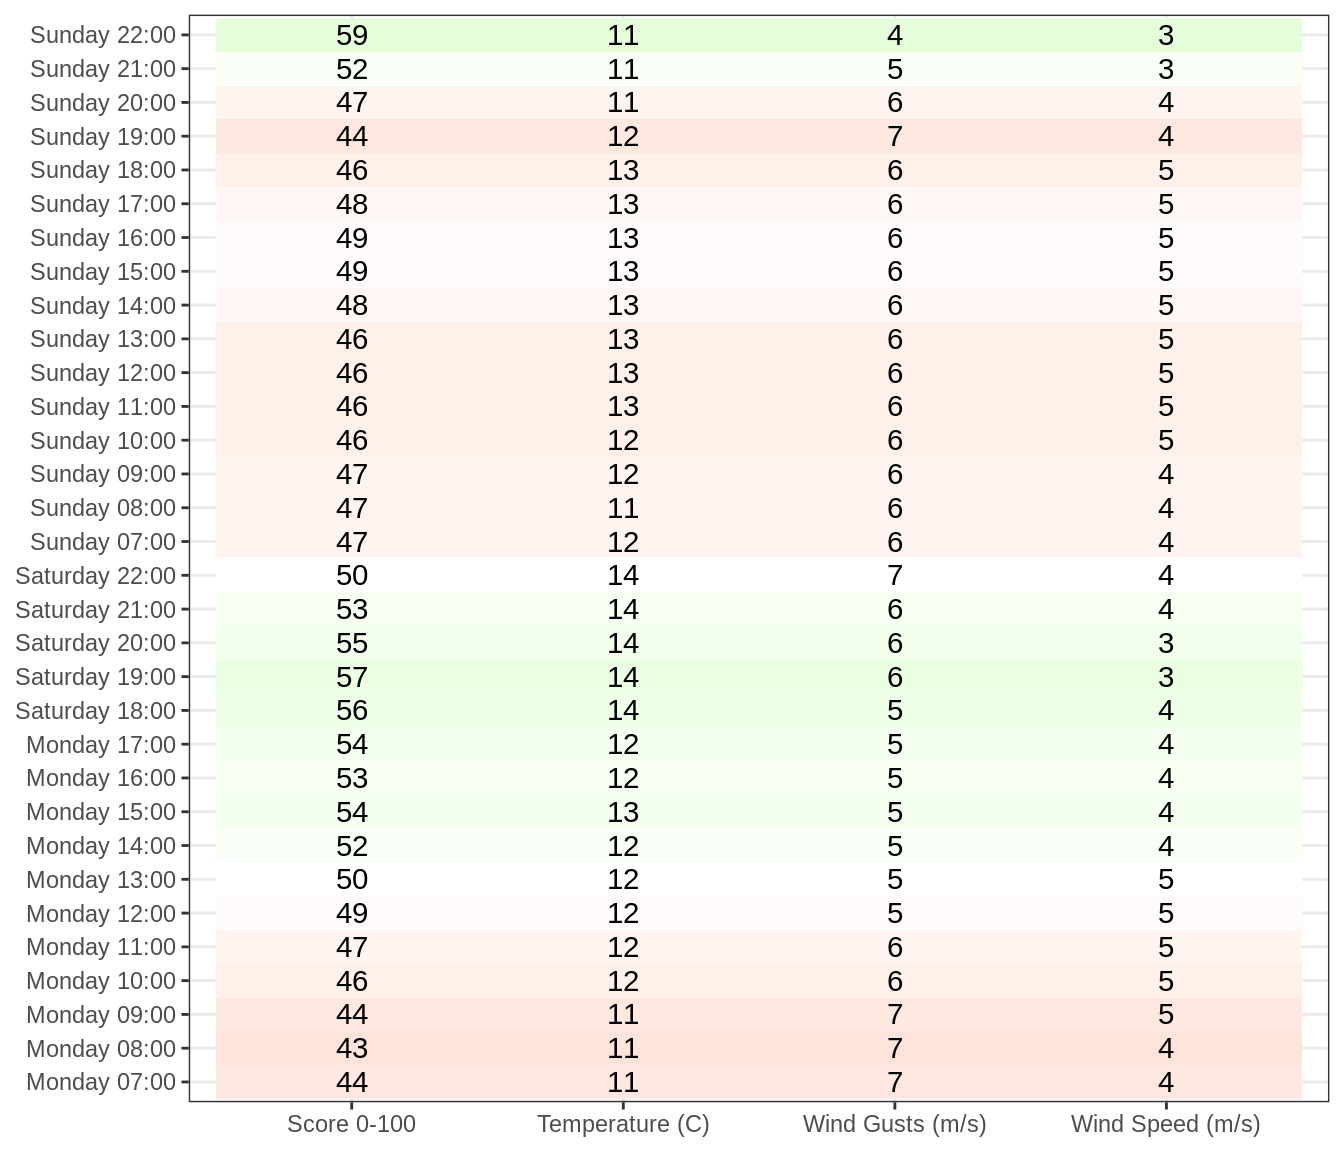 Sunday 22:00 59 11 4 3
Sunday 21:00 52 11 5 3
Sunday 20:00 47 11 6 4
Sunday 19:00 44 12 7 4
Sunday 18:00 46 13 6 5
Sunday 17:00 48 13 6 5
Sunday 16:00 49 13 6 5
Sunday 15:00 49 13 6 5
Sunday 14:00 48 13 6 5
Sunday 13:00 46 13 6 5
Sunday 12:00 46 13 6 5
Sunday 11:00 46 13 6 5
Sunday 10:00 46 12 6 5
Sunday 09:00 47 12 6 4
Sunday 08:00 47 11 6 4
Sunday 07:00 47 12 6 4
Saturday 22:00 50 14 7 4
Saturday 21:00 53 14 6 4
Saturday 20:00 55 14 6 3
Saturday 19:00 57 14 6 3
Saturday 18:00 56 14 5 4
Monday 17:00 54 12 5 4
Monday 16:00 53 12 5 4
Monday 15:00 54 13 5 4
Monday 14:00 52 12 5 4
Monday 13:00 50 12 5 5
Monday 12:00 49 12 5 5
Monday 11:00 47 12 6 5
Monday 10:00 46 12 6 5
Monday 09:00 44 11 7 5
Monday 08:00 43 11 7 4
Monday 07:00 44 11 7 4
Score 0-100 Temperature (C) Wind Gusts (m/s) Wind Speed (m/s)